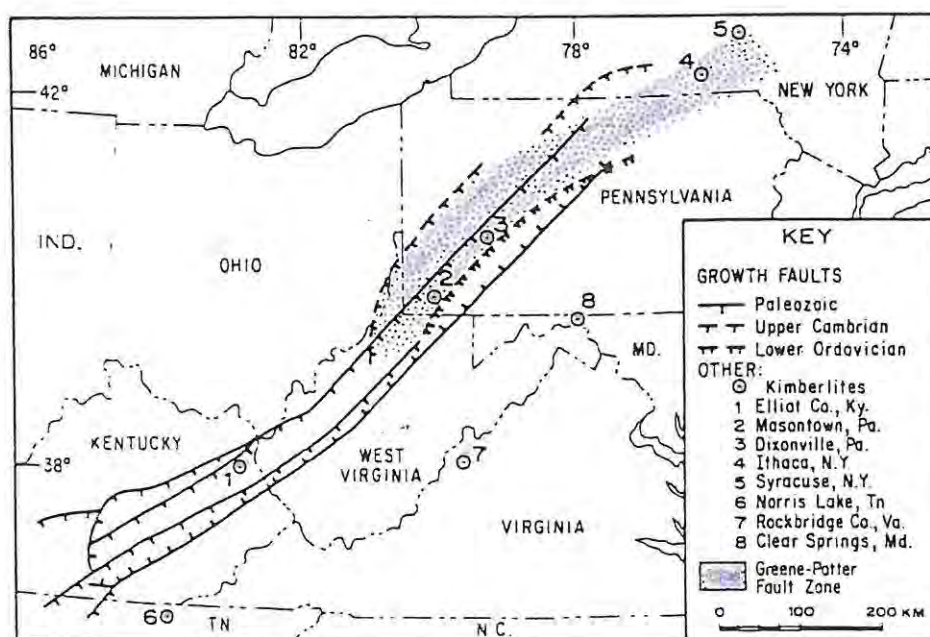 86°
82°
78°
5
74°
MICHIGAN
4
42°
NEW YORK
PENNSYLVANIA
IND.
OHIO
3
2
8
MD.
KENTUCKY
38°
1
WEST
VIRGINIA
7
VIRGINIA
6
TN
N.C.
KEY
GROWTH FAULTS
Paleozoic
Upper Cambrian
Lower Ordovician
OTHER:
Kimberlites
1 Elliot Co., Ky.
2 Masontown, Pa.
3 Dixonville, Pa.
4 Ithaca, N.Y.
5 Syracuse, N.Y.
6 Norris Lake, Tn
7 Rockbridge Co., Va.
8 Clear Springs, Md.
Greene-Potter
Fault Zone
0 100 200 KM